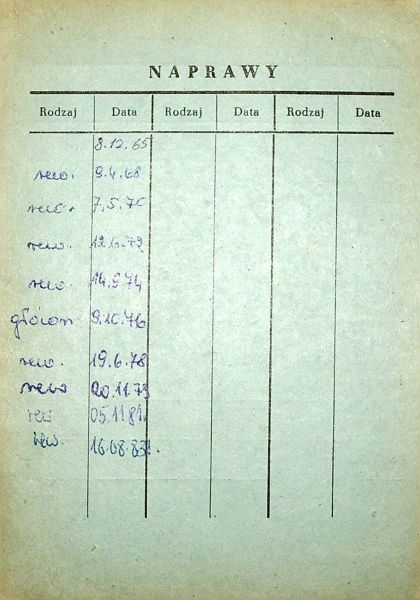 NAPRAWY
Rodzaj Data Rodzaj Data Rodzaj Data
8.12.65
rew. 9.4.68
rew. 7.5.70
rew. 12.6.72
rew. 14.9.74
główn 9.10.76
rew. 19.6.78
rewo 20.11.79
rew 05.11.81.
rew. 16.08.83.